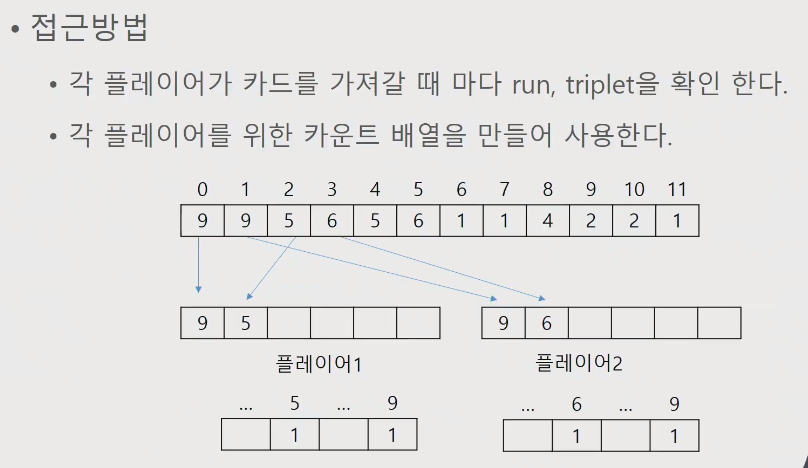 • 접근방법
• 각 플레이어가 카드를 가져갈 때 마다 run, triplet을 확인 한다.
• 각 플레이어를 위한 카운트 배열을 만들어 사용한다.
0 1 2 3 4 5 6 7 8 9 10 11
9 9 5 6 5 6 1 1 4 2 2 1
9 5
9 6
플레이어1
플레이어2
... 5 ... 9
... 6 ... 9
1 1
1 1